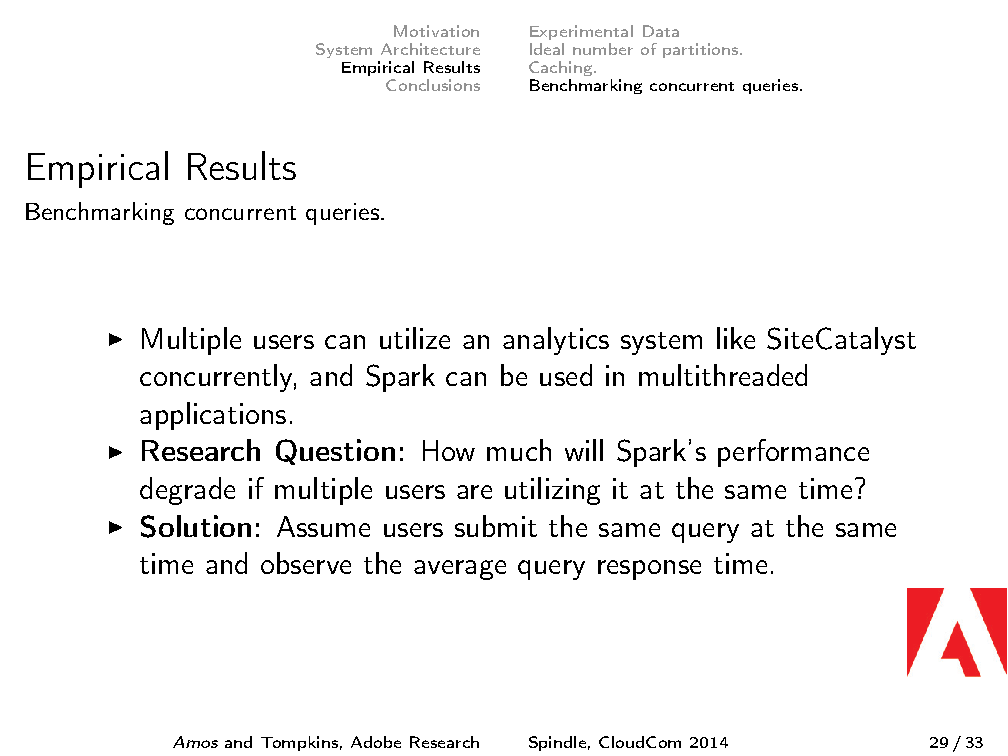 Motivation
System Architecture
Empirical Results
Conclusions
Experimental Data
Ideal number of partitions.
Caching.
Benchmarking concurrent queries.
Empirical Results
Benchmarking concurrent queries.
▶ Multiple users can utilize an analytics system like SiteCatalyst
concurrently, and Spark can be used in multithreaded
applications.
▶ Research Question: How much will Spark's performance
degrade if multiple users are utilizing it at the same time?
▶ Solution: Assume users submit the same query at the same
time and observe the average query response time.
Amos and Tompkins, Adobe Research
Spindle, CloudCom 2014
29 / 33